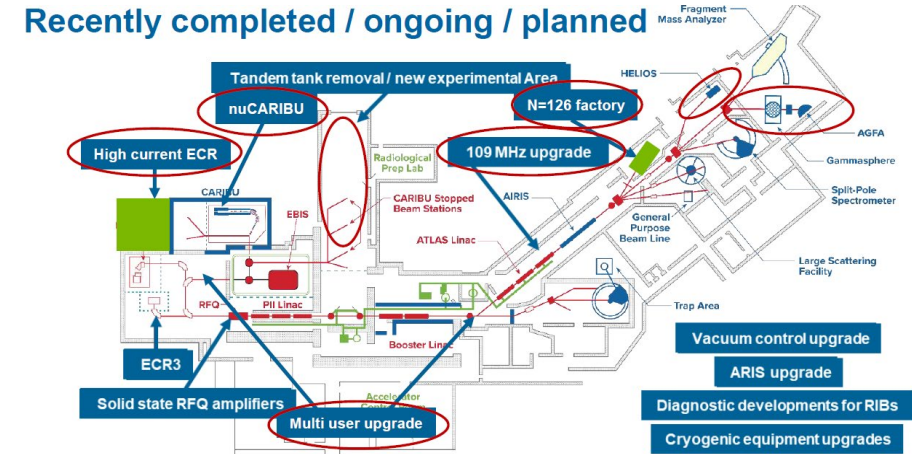 Recently completed / ongoing / planned
Fragment
Mass Analyzer
Tandem tank removal / new experimental Area
HELIOS
nuCARIBU
N=126 factory
High current ECR
109 MHz upgrade
AGFA
Radiological
Prep Lab
Gammasphere
CARIBU
AIRIS
CARIBU Stopped
Beam Stations
Split-Pole
Spectrometer
EBIS
General
Purpose
Beam Line
ATLAS Linac
Large Scattering
Facility
RFQ
PII Linac
Trap Area
Booster Linac
Vacuum control upgrade
ECR3
ARIS upgrade
Solid state RFQ amplifiers
Accelerator
Multi user upgrade
Diagnostic developments for RIBs
Cryogenic equipment upgrades